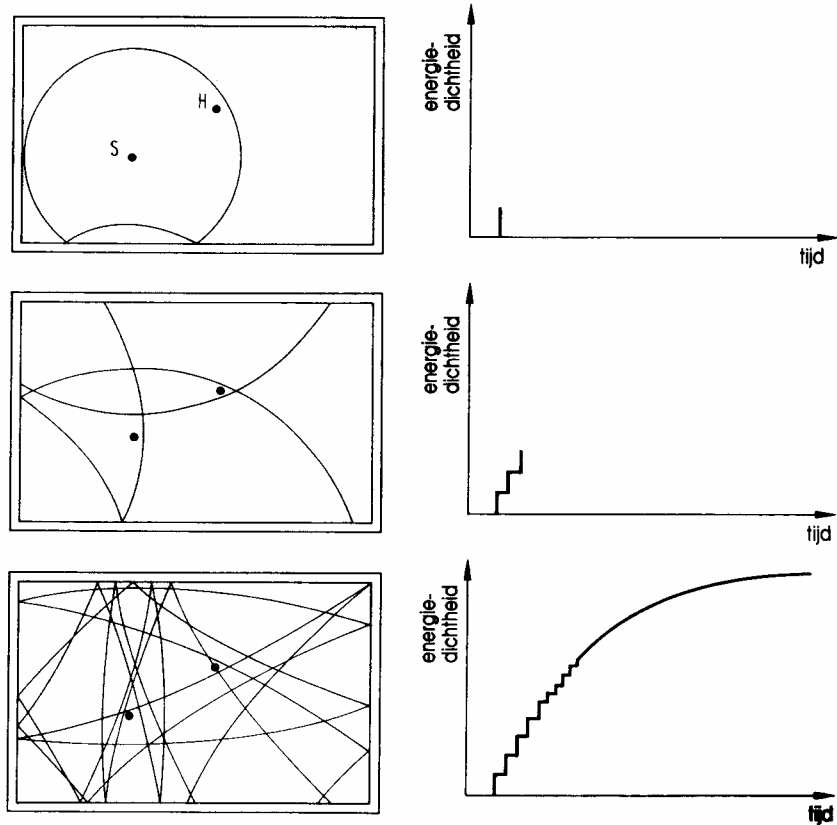 S
H
energie-
dichtheid
tijd
energie-
dichtheid
tijd
energie-
dichtheid
tijd